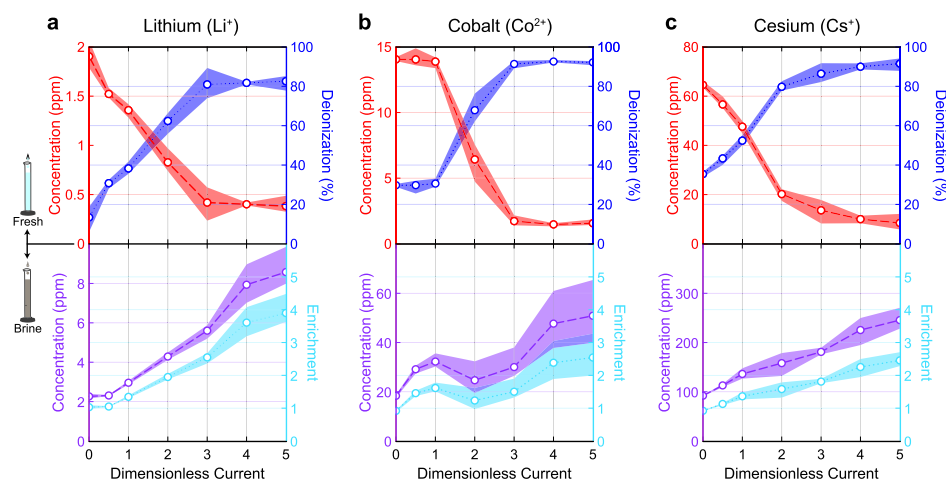 a Lithium (Li⁺)
b Cobalt (Co²⁺)
c Cesium (Cs⁺)
Concentration (ppm)
2
1.5
1
0.5
0
Deionization (%)
100
80
60
40
20
0
Concentration (ppm)
15
10
5
0
Deionization (%)
100
80
60
40
20
0
Concentration (ppm)
80
60
40
20
0
Deionization (%)
100
80
60
40
20
0
Fresh
Brine
Concentration (ppm)
8
6
4
2
0
Enrichment
5
4
3
2
1
0
Concentration (ppm)
60
40
20
0
Enrichment
5
4
3
2
1
0
Concentration (ppm)
300
200
100
0
Enrichment
5
4
3
2
1
0
0 1 2 3 4 5
Dimensionless Current
0 1 2 3 4 5
Dimensionless Current
0 1 2 3 4 5
Dimensionless Current